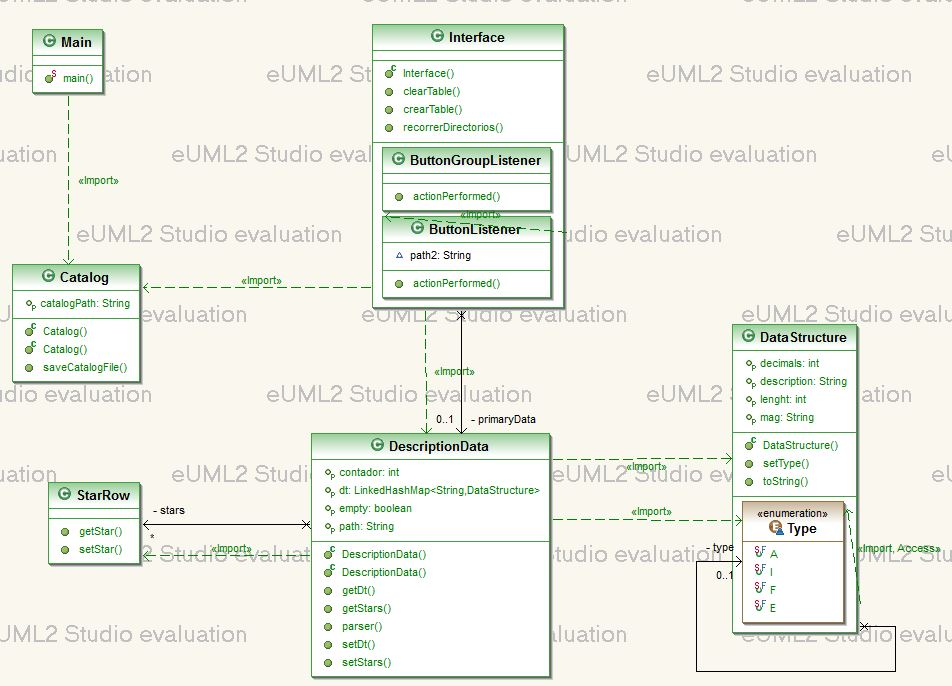 Main
main()
«Import»
Interface
Interface()
clearTable()
crearTable()
recorrerDirectorios()
ButtonGroupListener
actionPerformed()
«Import»
ButtonListener
path2: String
actionPerformed()
Catalog
catalogPath: String
Catalog()
Catalog()
saveCatalogFile()
«Import»
«Import»
0..1 - primaryData
DataStructure
decimals: int
description: String
lenght: int
mag: String
DataStructure()
setType()
toString()
«enumeration»
Type
A
I
F
E
- type
0..1
«Import, Access»
DescriptionData
contador: int
dt: LinkedHashMap<String,DataStructure>
empty: boolean
path: String
DescriptionData()
DescriptionData()
getDt()
getStars()
parser()
setDt()
setStars()
«Import»
«Import»
StarRow
getStar()
setStar()
- stars
*
«Import»
eUML2 Studio evaluation